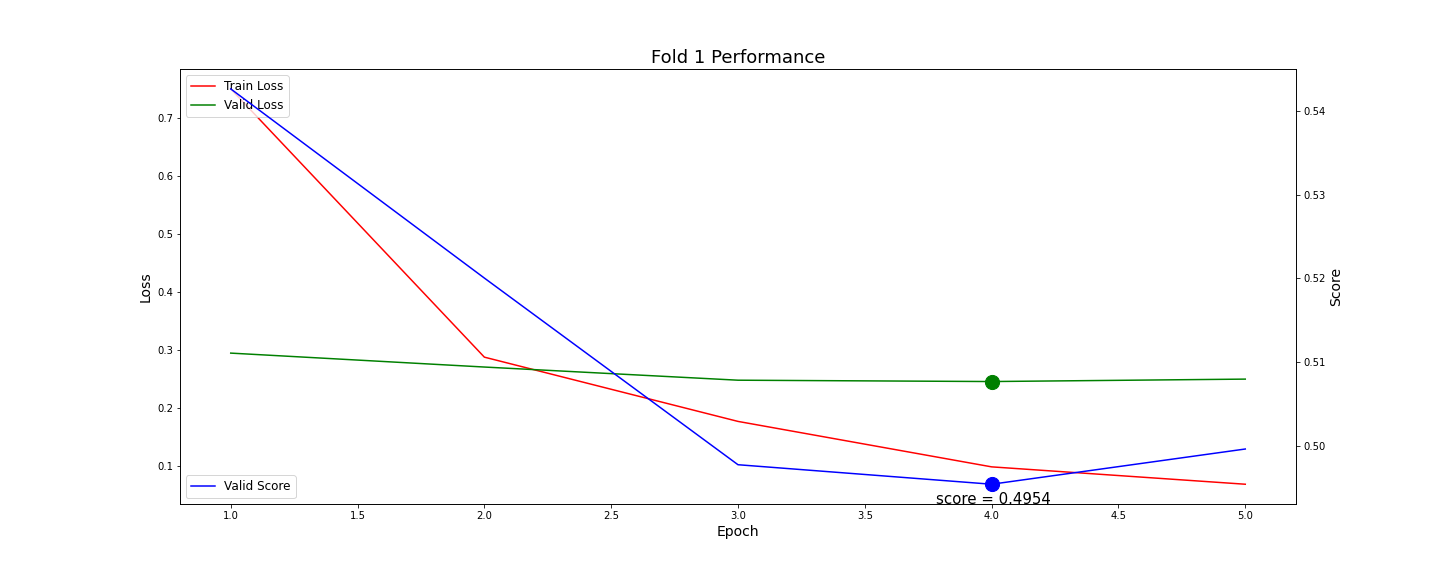 Fold 1 Performance
Train Loss
Valid Loss
0.7
0.6
0.5
0.4
0.3
0.2
0.1
Loss
0.54
0.53
0.52
0.51
0.50
Score
Valid Score
score = 0.4954
1.0 1.5 2.0 2.5 3.0 3.5 4.0 4.5 5.0
Epoch